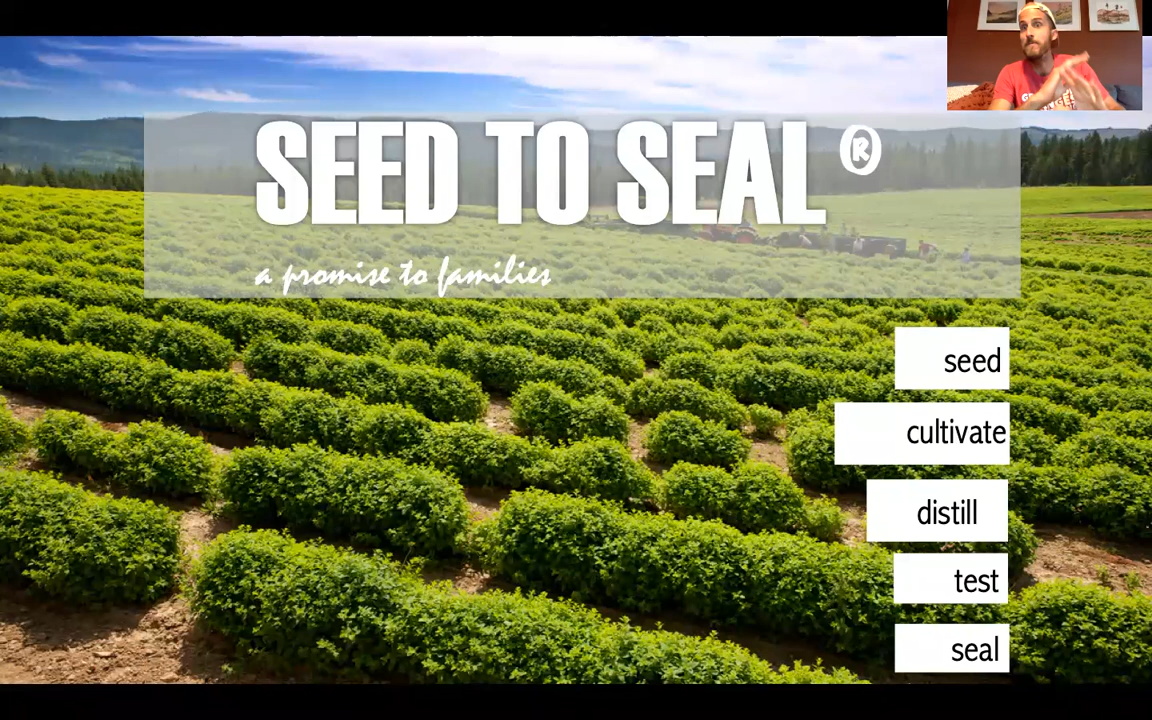 SEED TO SEAL ®
a promise to families
seed
cultivate
distill
test
seal